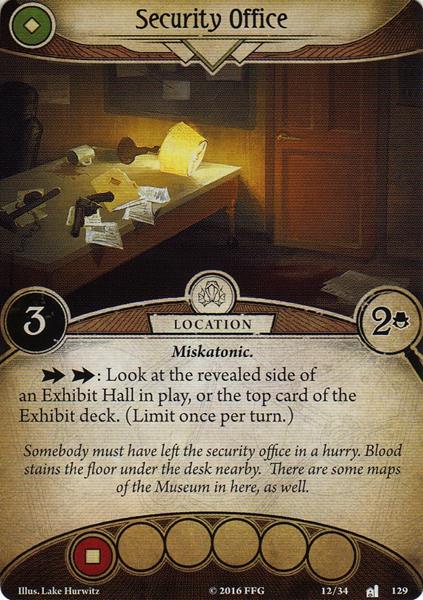 Security Office
3
2
LOCATION
Miskatonic.
: Look at the revealed side of
an Exhibit Hall in play, or the top card of the
Exhibit deck. (Limit once per turn.)
Somebody must have left the security office in a hurry. Blood
stains the floor under the desk nearby. There are some maps
of the Museum in here, as well.
Illus. Lake Hurwitz © 2016 FFG 12/34 129